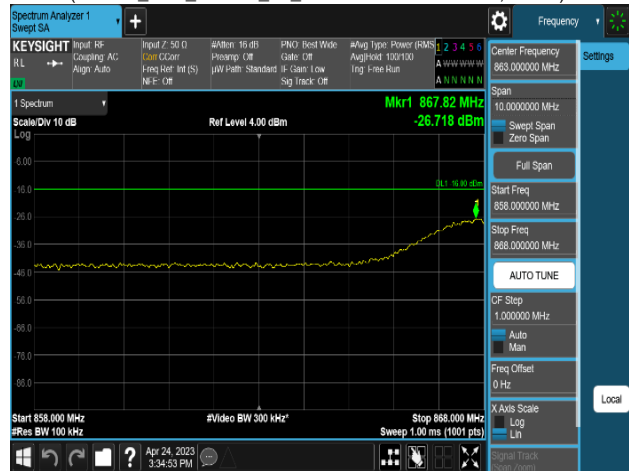 Spectrum Analyzer 1
Swept SA
Frequency
KEYSIGHT
RL
Input: RF
Coupling: AC
Align: Auto
Input Z: 50 Ω
Corr CCorr
Freq Ref: Int (S)
NFE: Off
#Atten: 16 dB
Preamp: Off
µW Path: Standard
PNO: Best Wide
Gate: Off
IF Gain: Low
Sig Track: Off
#Avg Type: Power (RMS)
Avg|Hold: 100/100
Trig: Free Run
1 2 3 4 5 6
A W W W W W
A N N N N N
1 Spectrum
Scale/Div 10 dB
Log
Ref Level 4.00 dBm
Mkr1 867.82 MHz
-26.718 dBm
-6.00
-16.0
-26.0
-36.0
-46.0
-56.0
-66.0
-76.0
-86.0
DL1 -16.00 dBm
1
Start 858.000 MHz
#Res BW 100 kHz
#Video BW 300 kHz*
Stop 868.000 MHz
Sweep 1.00 ms (1001 pts)
Center Frequency
863.000000 MHz
Span
10.0000000 MHz
Swept Span
Zero Span
Full Span
Start Freq
858.000000 MHz
Stop Freq
868.000000 MHz
AUTO TUNE
CF Step
1.000000 MHz
Auto
Man
Freq Offset
0 Hz
X Axis Scale
Log
Lin
Signal Track
(Span Zoom)
Settings
Local
?
Apr 24, 2023
3:34:53 PM